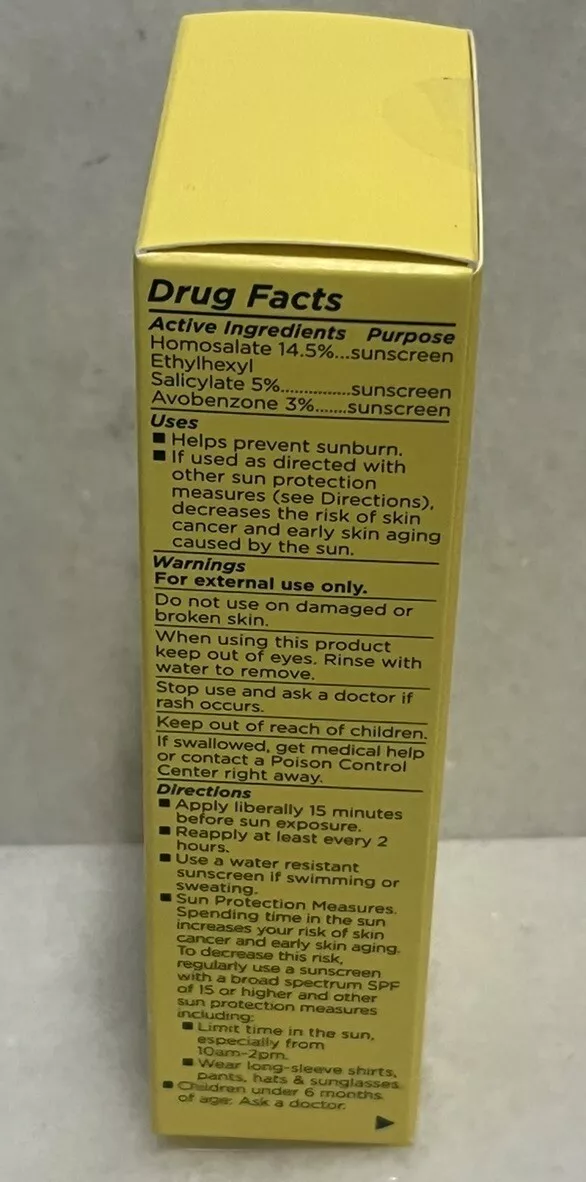 Drug Facts
Active Ingredients Purpose
Homosalate 14.5%...sunscreen
Ethylhexyl
Salicylate 5%..............sunscreen
Avobenzone 3%.......sunscreen
Uses
■ Helps prevent sunburn.
■ If used as directed with
other sun protection
measures (see Directions),
decreases the risk of skin
cancer and early skin aging
caused by the sun.
Warnings
For external use only.
Do not use on damaged or
broken skin.
When using this product
keep out of eyes. Rinse with
water to remove.
Stop use and ask a doctor if
rash occurs.
Keep out of reach of children.
If swallowed, get medical help
or contact a Poison Control
Center right away.
Directions
■ Apply liberally 15 minutes
before sun exposure.
■ Reapply at least every 2
hours.
■ Use a water resistant
sunscreen if swimming or
sweating.
■ Sun Protection Measures.
Spending time in the sun
increases your risk of skin
cancer and early skin aging.
To decrease this risk,
regularly use a sunscreen
with a broad spectrum SPF
of 15 or higher and other
sun protection measures
including:
■ Limit time in the sun,
especially from
10am-2pm.
■ Wear long-sleeve shirts,
pants, hats & sunglasses.
■ Children under 6 months
of age: Ask a doctor.